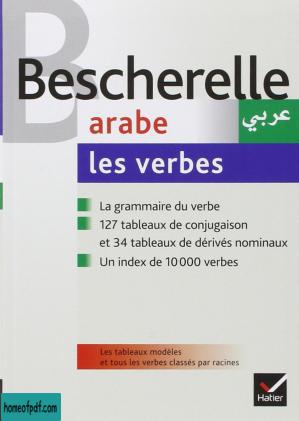 Bescherelle
arabe
عربي
les verbes
La grammaire du verbe
127 tableaux de conjugaison
et 34 tableaux de dérivés nominaux
Un index de 10 000 verbes
Les tableaux modèles
et tous les verbes classés par racines
Hatier
homeofpdf.com